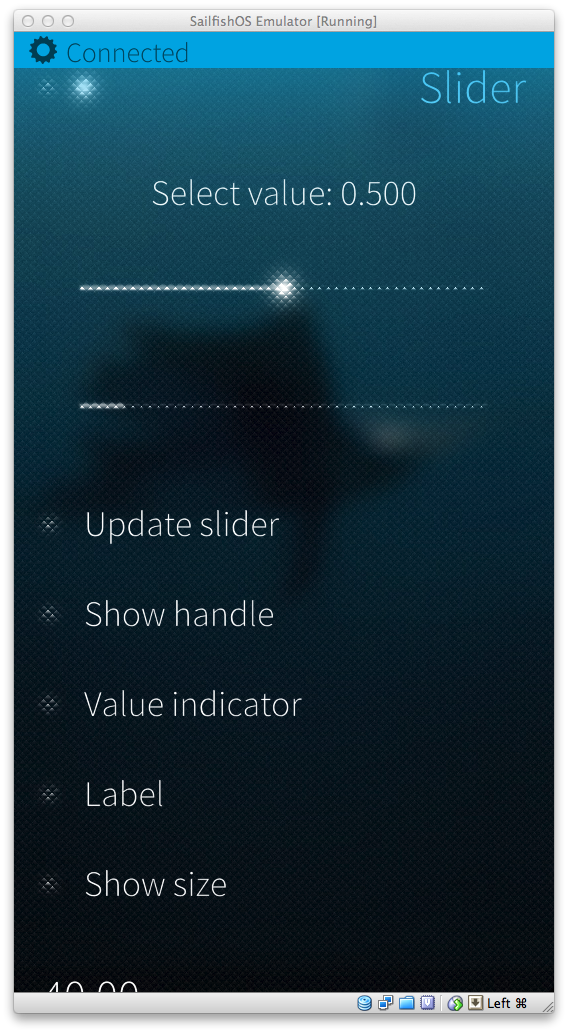 SailfishOS Emulator [Running]
Connected
Slider
Select value: 0.500
Update slider
Show handle
Value indicator
Label
Show size
40.00
Left ⌘